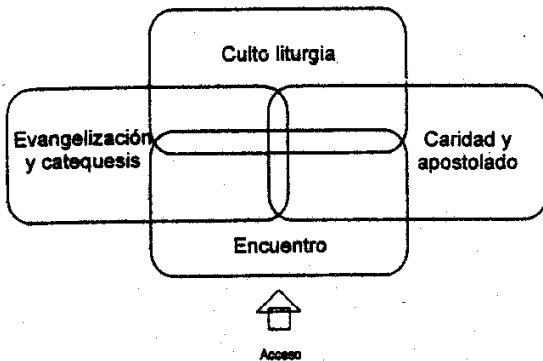 Culto liturgia
Evangelización
y catequesis
Caridad y
apostolado
Encuentro
Acceso